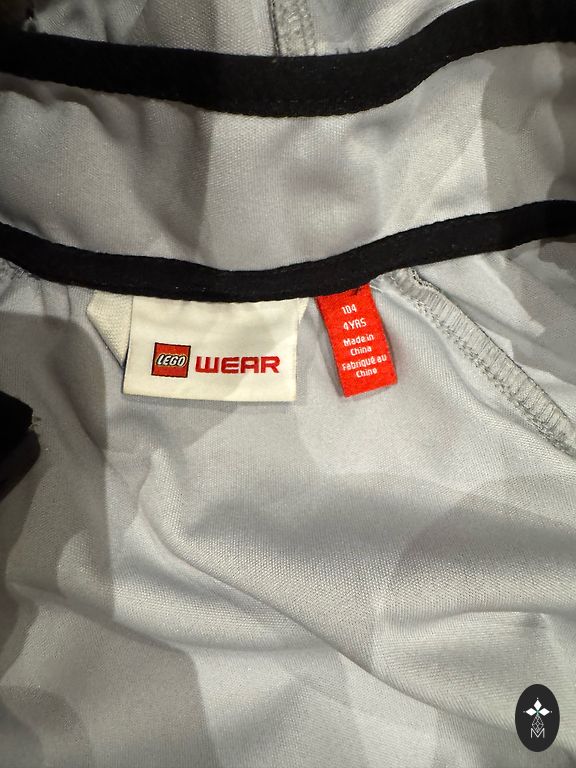 LEGO WEAR
104
4 YRS
Made in
China
Fabriqué au
Chine
M